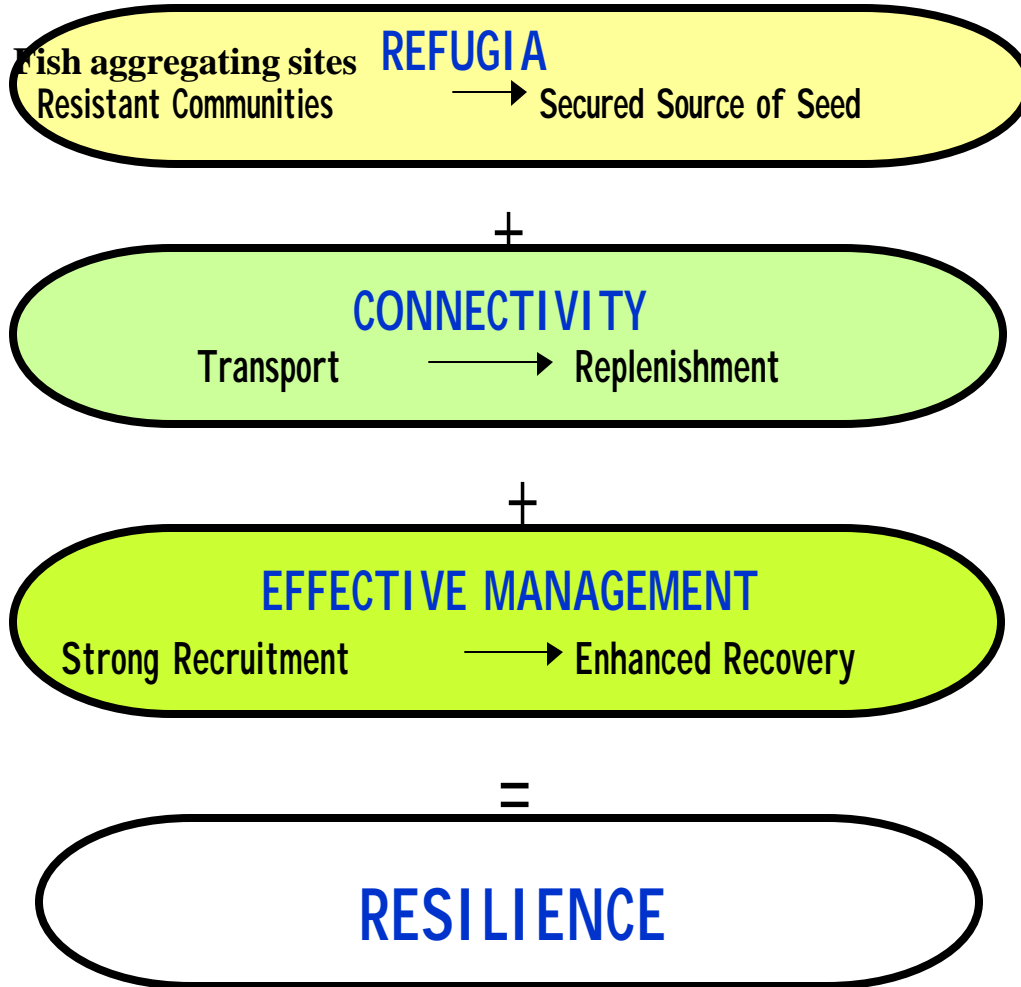 REFUGIA
Fish aggregating sites
Resistant Communities → Secured Source of Seed
+
CONNECTIVITY
Transport → Replenishment
+
EFFECTIVE MANAGEMENT
Strong Recruitment → Enhanced Recovery
=
RESILIENCE